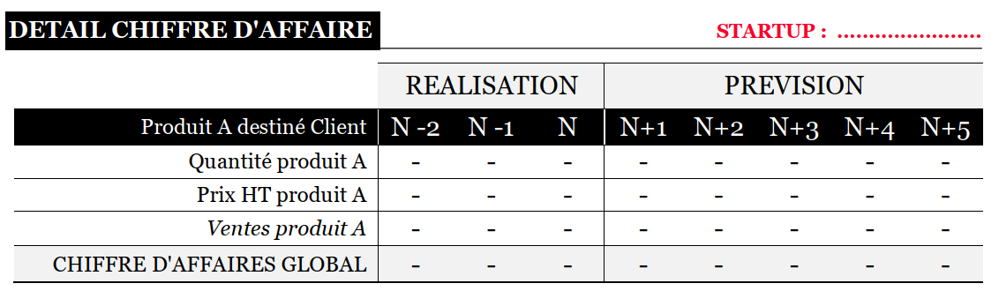 DETAIL CHIFFRE D'AFFAIRE STARTUP : .......................
REALISATION PREVISION
Produit A destiné Client N -2 N -1 N N+1 N+2 N+3 N+4 N+5
Quantité produit A - - - - - - - -
Prix HT produit A - - - - - - - -
Ventes produit A - - - - - - - -
CHIFFRE D'AFFAIRES GLOBAL - - - - - - - -